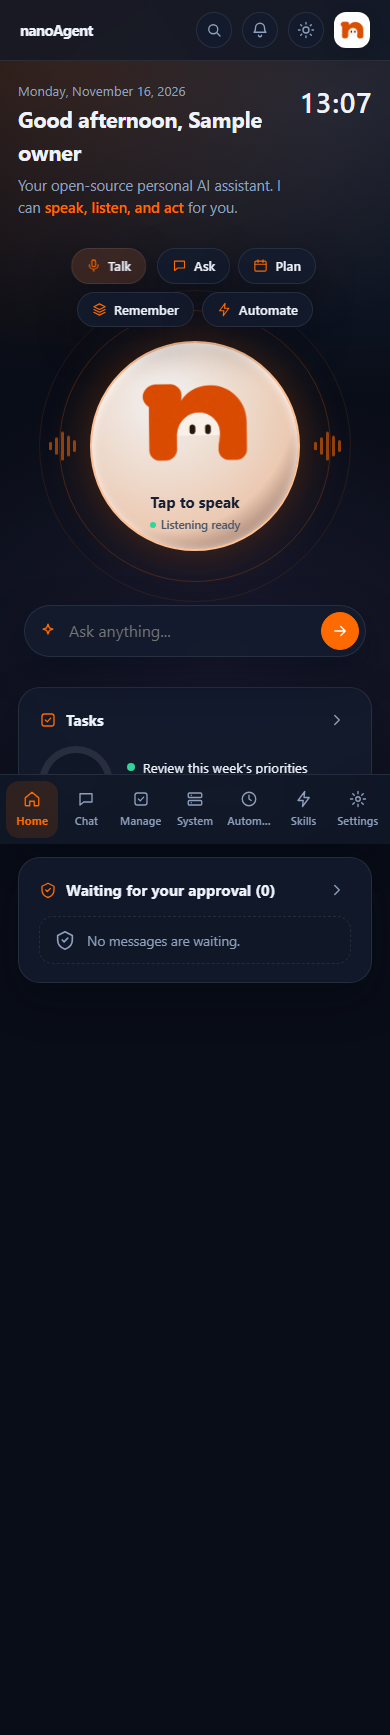 nanoAgent
Monday, November 16, 2026
13:07
Good afternoon, Sample
owner
Your open-source personal AI assistant. I
can speak, listen, and act for you.
Talk
Ask
Plan
Remember
Automate
Tap to speak
Listening ready
Ask anything...
Tasks
Review this week's priorities
Home
Chat
Manage
System
Autom...
Skills
Settings
Waiting for your approval (0)
No messages are waiting.